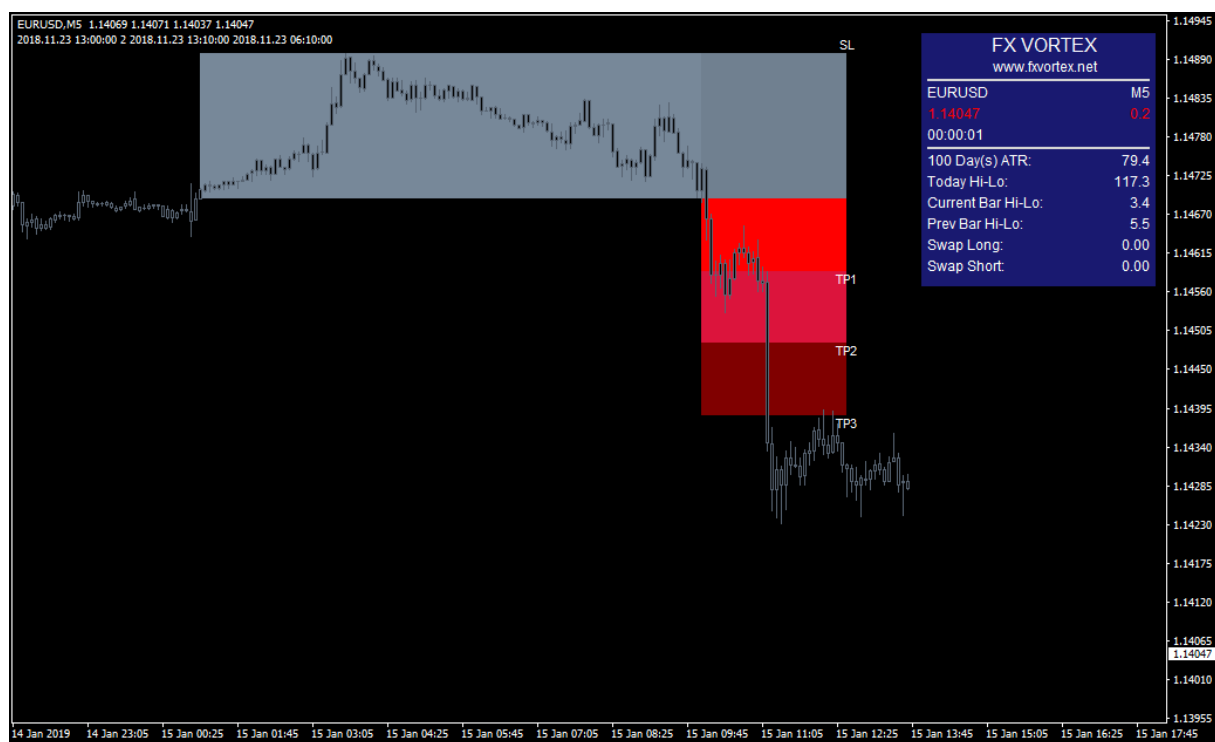 EURUSD,M5 1.14069 1.14071 1.14037 1.14047
2018.11.23 13:00:00 2 2018.11.23 13:10:00 2018.11.23 06:10:00
SL
TP1
TP2
TP3
FX VORTEX
www.fxvortex.net
EURUSD M5
1.14047 0.2
00:00:01
100 Day(s) ATR: 79.4
Today Hi-Lo: 117.3
Current Bar Hi-Lo: 3.4
Prev Bar Hi-Lo: 5.5
Swap Long: 0.00
Swap Short: 0.00
1.14945
1.14890
1.14835
1.14780
1.14725
1.14670
1.14615
1.14560
1.14505
1.14450
1.14395
1.14340
1.14285
1.14230
1.14175
1.14120
1.14065
1.14047
1.14010
1.13955
14 Jan 2019 14 Jan 23:05 15 Jan 00:25 15 Jan 01:45 15 Jan 03:05 15 Jan 04:25 15 Jan 05:45 15 Jan 07:05 15 Jan 08:25 15 Jan 09:45 15 Jan 11:05 15 Jan 12:25 15 Jan 13:45 15 Jan 15:05 15 Jan 16:25 15 Jan 17:45